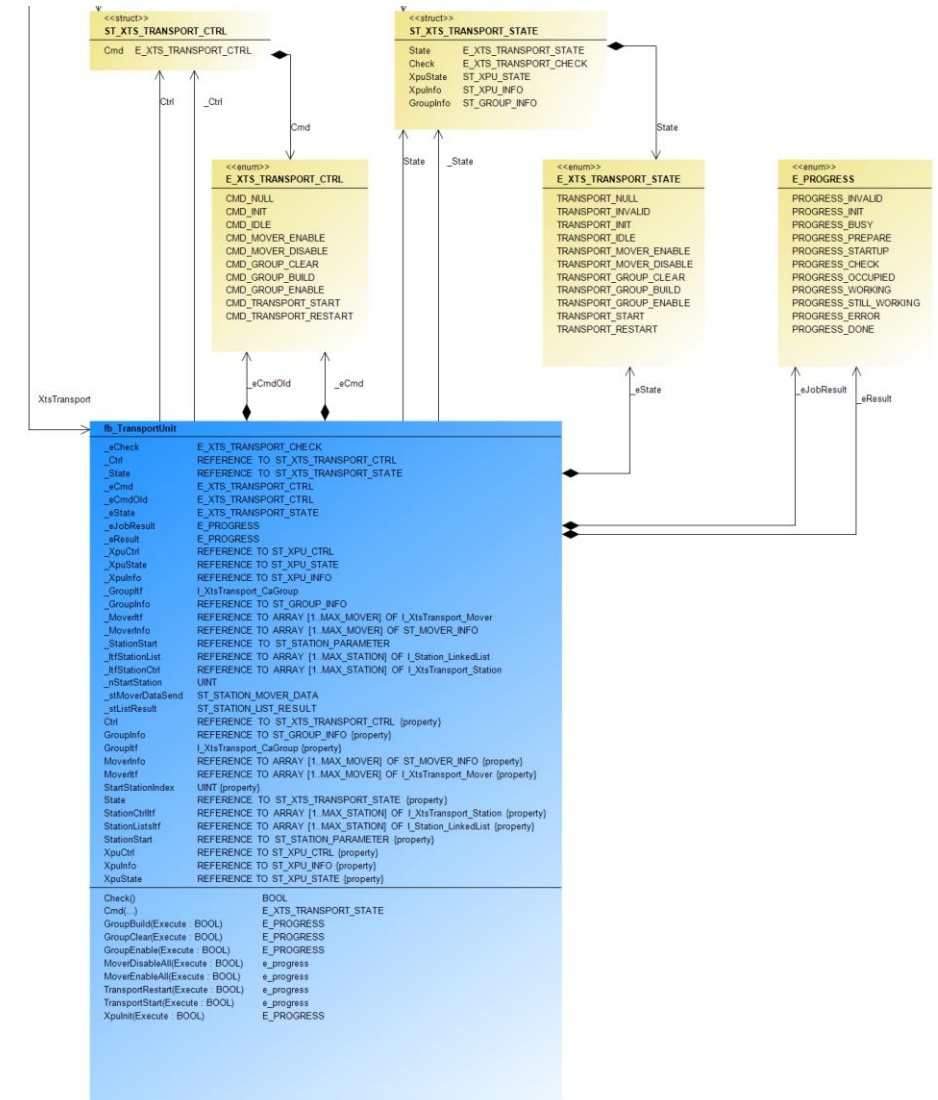 <<struct>>
ST_XTS_TRANSPORT_CTRL
Cmd E_XTS_TRANSPORT_CTRL
<<struct>>
ST_XTS_TRANSPORT_STATE
State E_XTS_TRANSPORT_STATE
Check E_XTS_TRANSPORT_CHECK
XpuState ST_XPU_STATE
XpuInfo ST_XPU_INFO
GroupInfo ST_GROUP_INFO
Ctrl
_Ctrl
Cmd
State
_State
State
<<enum>>
E_XTS_TRANSPORT_CTRL
CMD_NULL
CMD_INIT
CMD_IDLE
CMD_MOVER_ENABLE
CMD_MOVER_DISABLE
CMD_GROUP_CLEAR
CMD_GROUP_BUILD
CMD_GROUP_ENABLE
CMD_TRANSPORT_START
CMD_TRANSPORT_RESTART
<<enum>>
E_XTS_TRANSPORT_STATE
TRANSPORT_NULL
TRANSPORT_INVALID
TRANSPORT_INIT
TRANSPORT_IDLE
TRANSPORT_MOVER_ENABLE
TRANSPORT_MOVER_DISABLE
TRANSPORT_GROUP_CLEAR
TRANSPORT_GROUP_BUILD
TRANSPORT_GROUP_ENABLE
TRANSPORT_START
TRANSPORT_RESTART
<<enum>>
E_PROGRESS
PROGRESS_INVALID
PROGRESS_INIT
PROGRESS_BUSY
PROGRESS_PREPARE
PROGRESS_STARTUP
PROGRESS_CHECK
PROGRESS_OCCUPIED
PROGRESS_WORKING
PROGRESS_STILL_WORKING
PROGRESS_ERROR
PROGRESS_DONE
_eCmdOld
_eCmd
_eState
_eJobResult
_eResult
XtsTransport
fb_TransportUnit
_eCheck E_XTS_TRANSPORT_CHECK
_Ctrl REFERENCE TO ST_XTS_TRANSPORT_CTRL
_State REFERENCE TO ST_XTS_TRANSPORT_STATE
_eCmd E_XTS_TRANSPORT_CTRL
_eCmdOld E_XTS_TRANSPORT_CTRL
_eState E_XTS_TRANSPORT_STATE
_eJobResult E_PROGRESS
_eResult E_PROGRESS
_XpuCtrl REFERENCE TO ST_XPU_CTRL
_XpuState REFERENCE TO ST_XPU_STATE
_XpuInfo REFERENCE TO ST_XPU_INFO
_GroupItf I_XtsTransport_CaGroup
_GroupInfo REFERENCE TO ST_GROUP_INFO
_MoverItf REFERENCE TO ARRAY [1..MAX_MOVER] OF I_XtsTransport_Mover
_MoverInfo REFERENCE TO ARRAY [1..MAX_MOVER] OF ST_MOVER_INFO
_StationStart REFERENCE TO ST_STATION_PARAMETER
_ItfStationList REFERENCE TO ARRAY [1..MAX_STATION] OF I_Station_LinkedList
_ItfStationCtrl REFERENCE TO ARRAY [1..MAX_STATION] OF I_XtsTransport_Station
_nStartStation UINT
_stMoverDataSend ST_STATION_MOVER_DATA
_stListResult ST_STATION_LIST_RESULT
Ctrl REFERENCE TO ST_XTS_TRANSPORT_CTRL {property}
GroupInfo REFERENCE TO ST_GROUP_INFO {property}
GroupItf I_XtsTransport_CaGroup {property}
MoverInfo REFERENCE TO ARRAY [1..MAX_MOVER] OF ST_MOVER_INFO {property}
MoverItf REFERENCE TO ARRAY [1..MAX_MOVER] OF I_XtsTransport_Mover {property}
StartStationIndex UINT {property}
State REFERENCE TO ST_XTS_TRANSPORT_STATE {property}
StationCtrlItf REFERENCE TO ARRAY [1..MAX_STATION] OF I_XtsTransport_Station {property}
StationListsItf REFERENCE TO ARRAY [1..MAX_STATION] OF I_Station_LinkedList {property}
StationStart REFERENCE TO ST_STATION_PARAMETER {property}
XpuCtrl REFERENCE TO ST_XPU_CTRL {property}
XpuInfo REFERENCE TO ST_XPU_INFO {property}
XpuState REFERENCE TO ST_XPU_STATE {property}
Check() BOOL
Cmd(...) E_XTS_TRANSPORT_STATE
GroupBuild(Execute : BOOL) E_PROGRESS
GroupClear(Execute : BOOL) E_PROGRESS
GroupEnable(Execute : BOOL) E_PROGRESS
MoverDisableAll(Execute : BOOL) e_progress
MoverEnableAll(Execute : BOOL) e_progress
TransportRestart(Execute : BOOL) e_progress
TransportStart(Execute : BOOL) e_progress
XpuInit(Execute : BOOL) E_PROGRESS